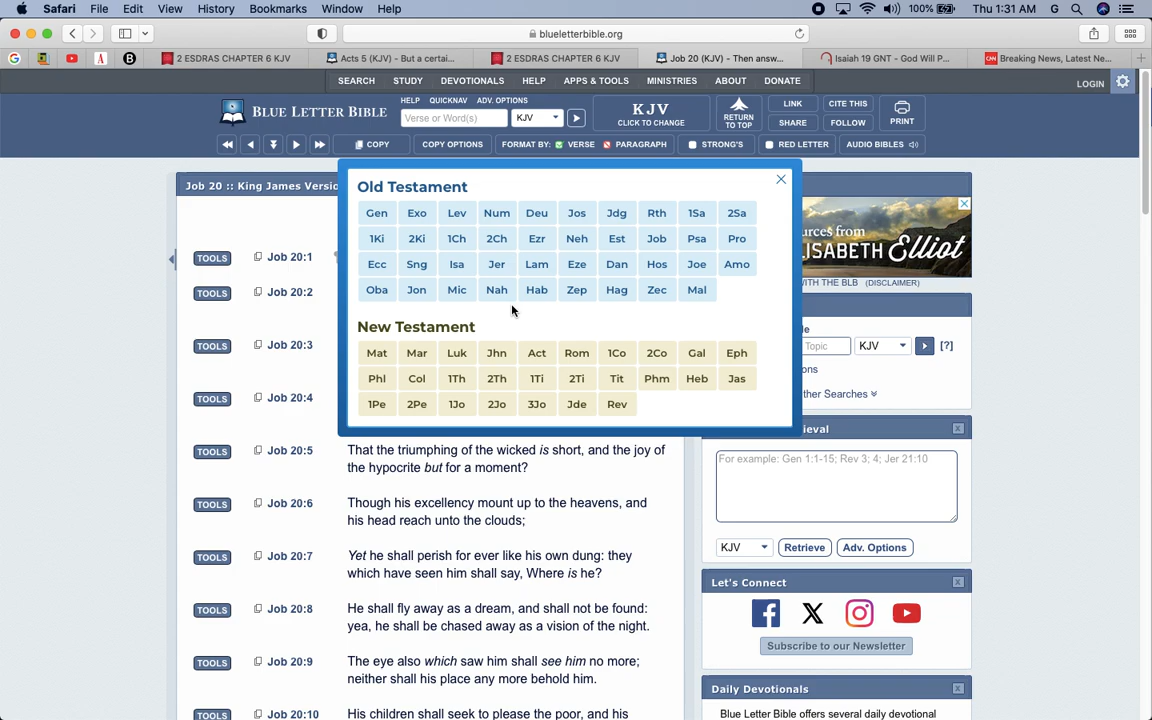 Safari File Edit View History Bookmarks Window Help 100% Thu 1:31 AM G
blueletterbible.org
G A B 2 ESDRAS CHAPTER 6 KJV Acts 5 (KJV) - But a certai... 2 ESDRAS CHAPTER 6 KJV Job 20 (KJV) - Then answ... Isaiah 19 GNT - God Will P... CNN Breaking News, Latest Ne...
SEARCH STUDY DEVOTIONALS HELP APPS & TOOLS MINISTRIES ABOUT DONATE LOGIN
BLUE LETTER BIBLE
HELP QUICKNAV ADV. OPTIONS
Verse or Word(s) KJV
KJV
CLICK TO CHANGE
RETURN
TO TOP
LINK CITE THIS
SHARE FOLLOW
PRINT
COPY COPY OPTIONS FORMAT BY: VERSE PARAGRAPH STRONG'S RED LETTER AUDIO BIBLES
Job 20 :: King James Versio
Old Testament
Gen Exo Lev Num Deu Jos Jdg Rth 1Sa 2Sa
1Ki 2Ki 1Ch 2Ch Ezr Neh Est Job Psa Pro
Ecc Sng Isa Jer Lam Eze Dan Hos Joe Amo
Oba Jon Mic Nah Hab Zep Hag Zec Mal
New Testament
Mat Mar Luk Jhn Act Rom 1Co 2Co Gal Eph
Phl Col 1Th 2Th 1Ti 2Ti Tit Phm Heb Jas
1Pe 2Pe 1Jo 2Jo 3Jo Jde Rev
TOOLS Job 20:1
TOOLS Job 20:2
TOOLS Job 20:3
TOOLS Job 20:4
TOOLS Job 20:5 That the triumphing of the wicked is short, and the joy of
the hypocrite but for a moment?
TOOLS Job 20:6 Though his excellency mount up to the heavens, and
his head reach unto the clouds;
TOOLS Job 20:7 Yet he shall perish for ever like his own dung: they
which have seen him shall say, Where is he?
TOOLS Job 20:8 He shall fly away as a dream, and shall not be found:
yea, he shall be chased away as a vision of the night.
TOOLS Job 20:9 The eye also which saw him shall see him no more;
neither shall his place any more behold him.
TOOLS Job 20:10 His children shall seek to please the poor, and his
urces from
LISABETH Elliot
WITH THE BLB (DISCLAIMER)
le
Topic KJV [?]
ons
ther Searches
ieval
For example: Gen 1:1-15; Rev 3; 4; Jer 21:10
KJV Retrieve Adv. Options
Let's Connect
Subscribe to our Newsletter
Daily Devotionals
Blue Letter Bible offers several daily devotional